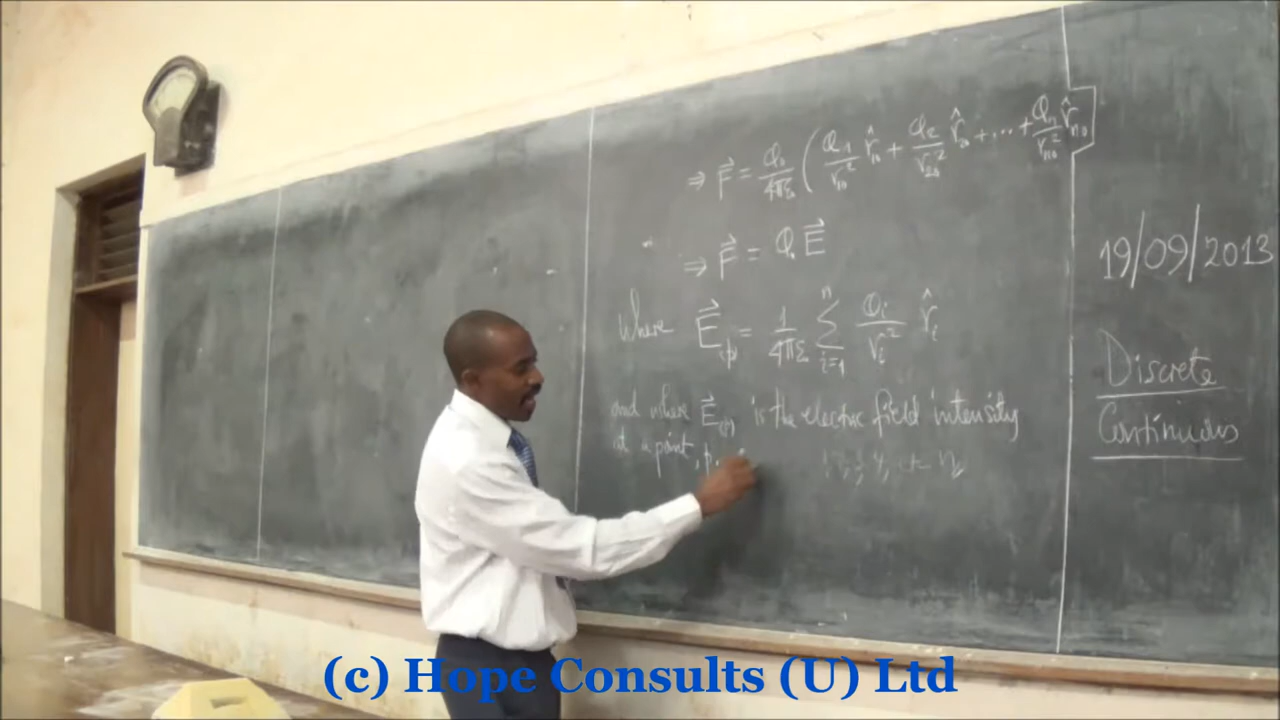 ⇒ F⃗ = Q₀/4πε ( Q₁/r₁₀² r̂₁₀ + Q₂/r₂₀² r̂₂₀ + ... + Qₙ/rₙ₀² r̂ₙ₀
⇒ F⃗ = Q. E⃗
where E⃗(p) = 1/4πε Σ i=1 n Qi/ri² r̂i
and where E⃗(p) is the electric field intensity
at a point, p.
19/09/2013
Discrete
Continuous
(c) Hope Consults (U) Ltd